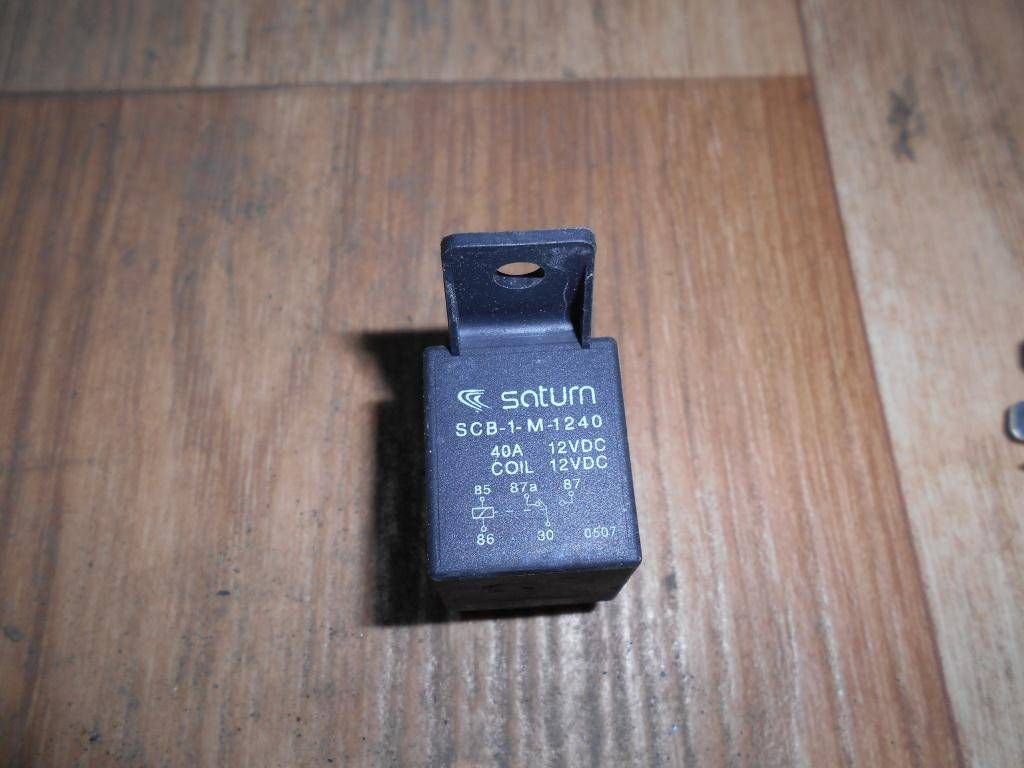 saturn
SCB-1-M-1240
40A 12VDC
COIL 12VDC
85 87a 87
86 30 0507